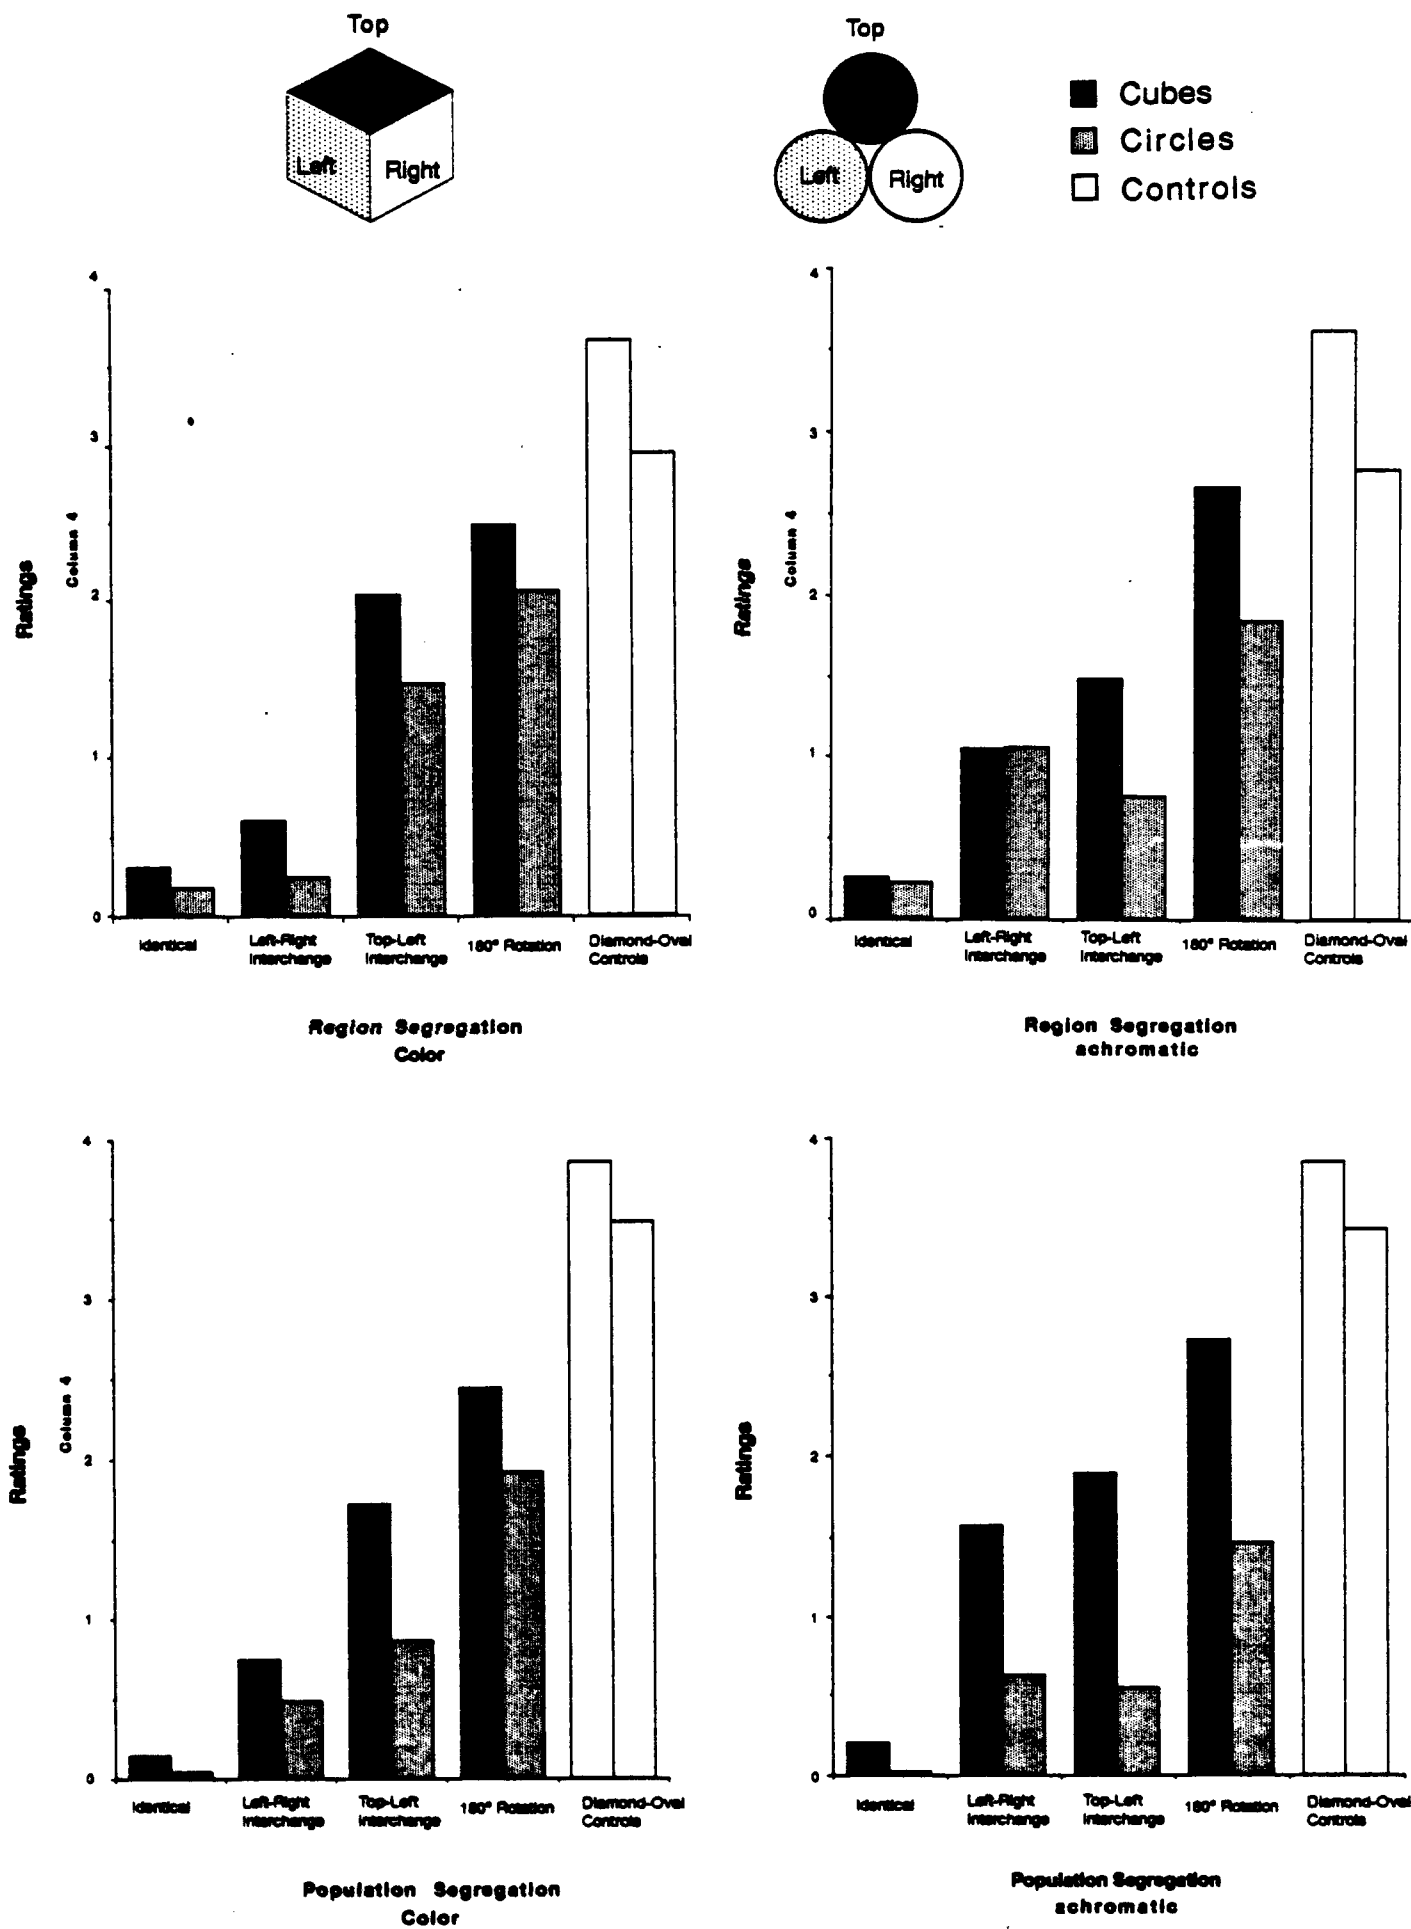 Top
Left
Right
Top
Left
Right
Cubes
Circles
Controls
4
3
2
1
0
Ratings
Column 4
Identical
Left-Right
Interchange
Top-Left
Interchange
180° Rotation
Diamond-Oval
Controls
Region Segregation
Color
4
3
2
1
0
Ratings
Column 4
Identical
Left-Right
Interchange
Top-Left
Interchange
180° Rotation
Diamond-Oval
Controls
Region Segregation
achromatic
4
3
2
1
0
Ratings
Column 4
Identical
Left-Right
Interchange
Top-Left
Interchange
180° Rotation
Diamond-Oval
Controls
Population Segregation
Color
4
3
2
1
0
Ratings
Identical
Left-Right
Interchange
Top-Left
Interchange
180° Rotation
Diamond-Oval
Controls
Population Segregation
achromatic